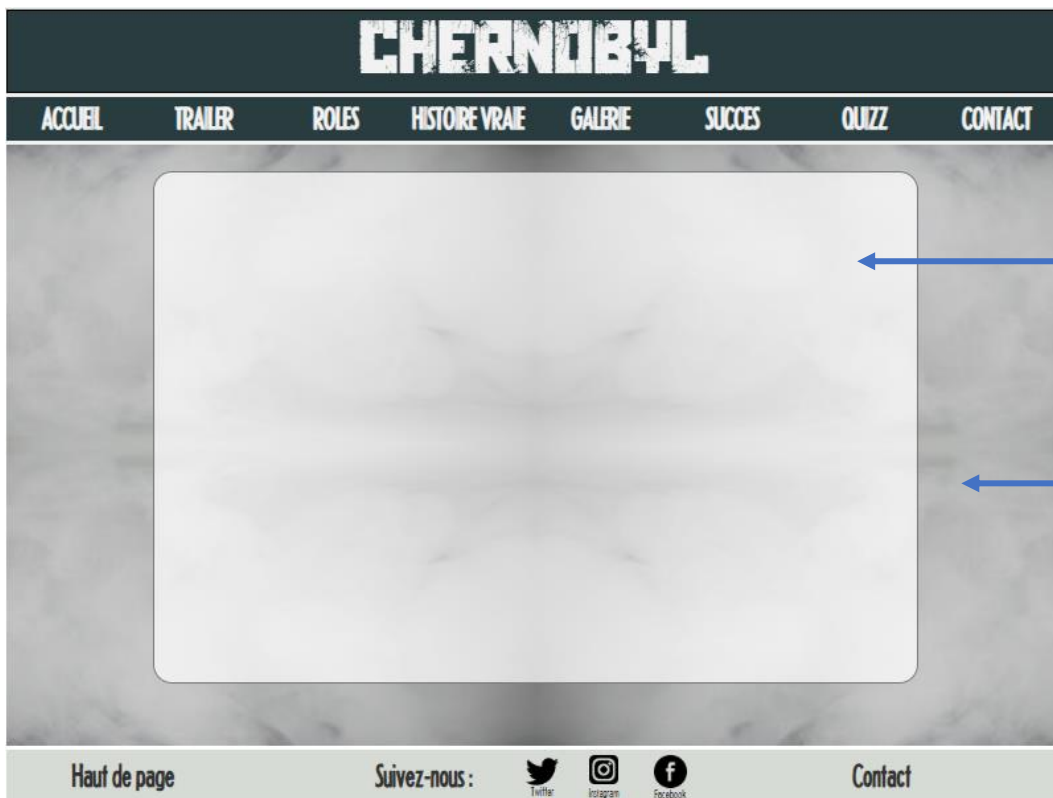 CHERNOBYL
ACCUEIL TRAILER ROLES HISTOIRE VRAIE GALERIE SUCCES QUIZZ CONTACT
Haut de page Suivez-nous : Twitter Instagram Facebook Contact